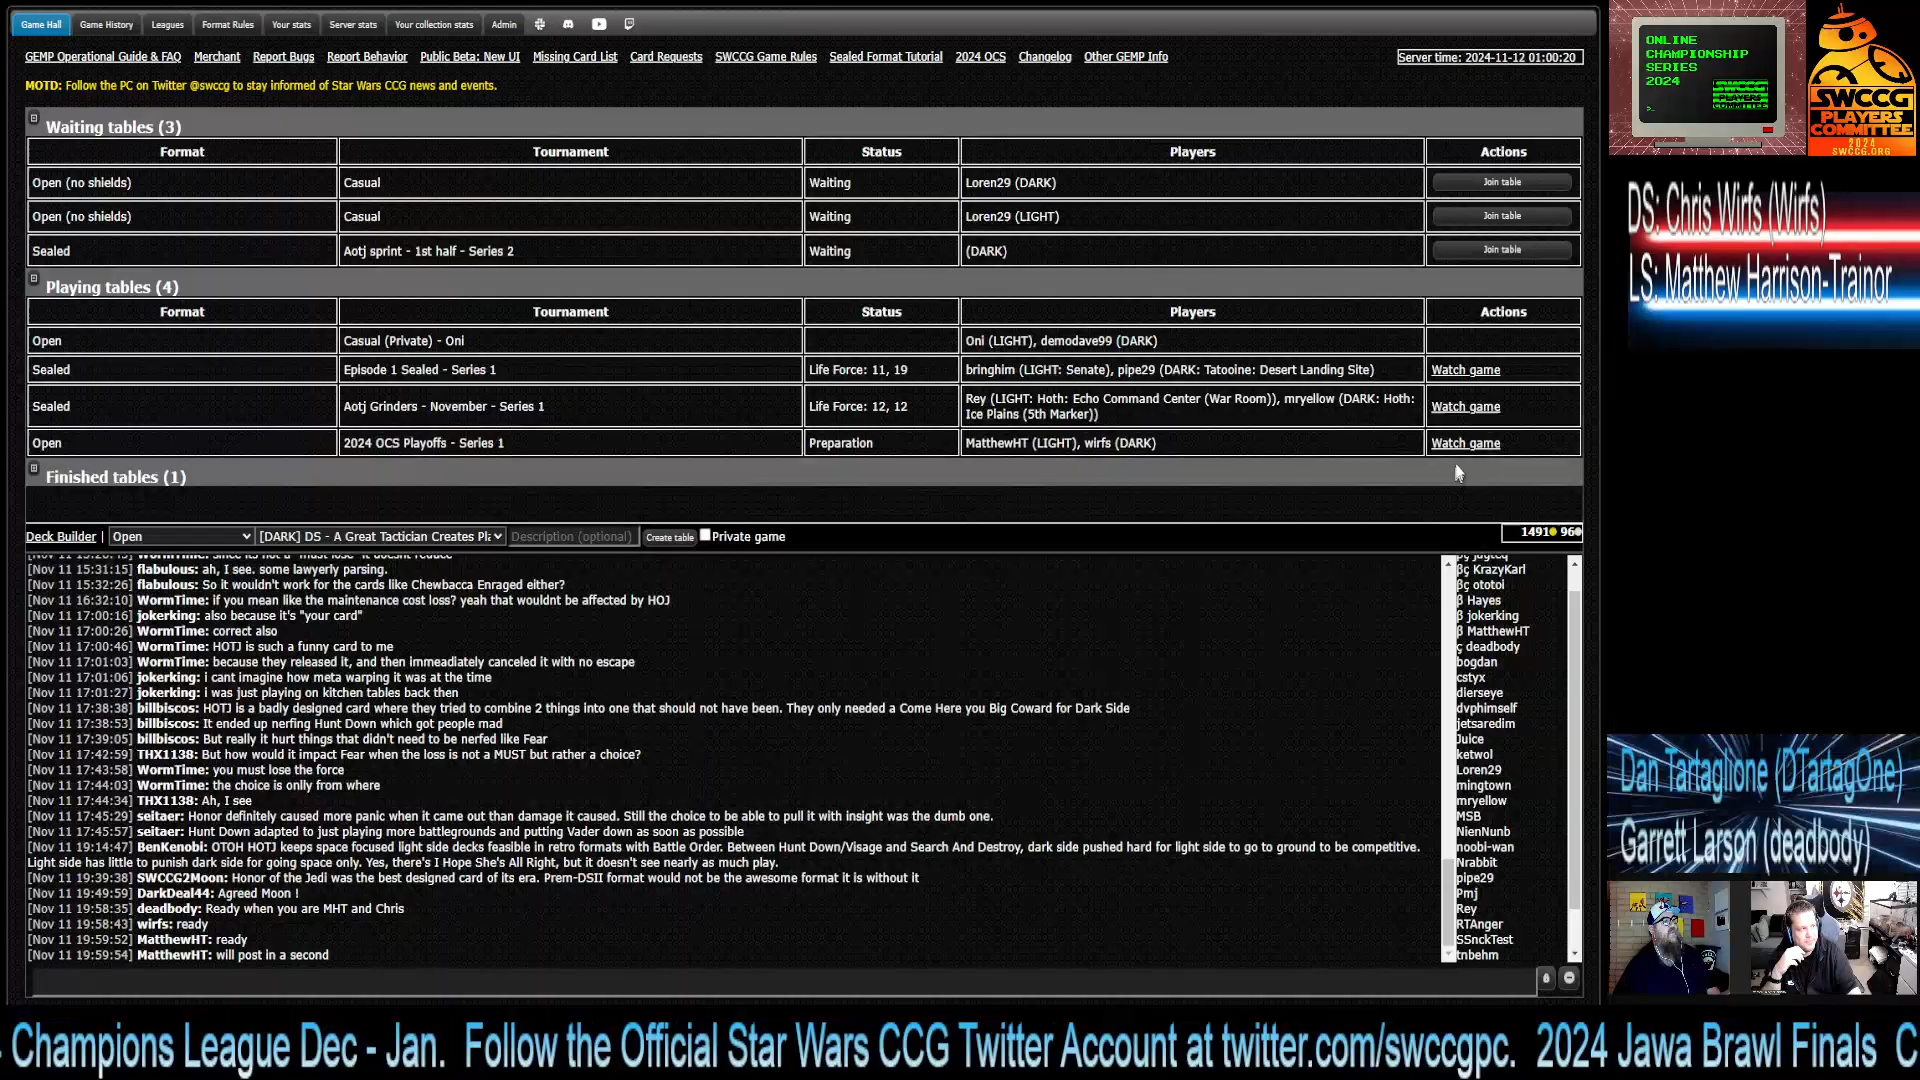 Game Hall Game History Leagues Format Rules Your stats Server stats Your collection stats Admin
GEMP Operational Guide & FAQ Merchant Report Bugs Report Behavior Public Beta: New UI Missing Card List Card Requests SWCCG Game Rules Sealed Format Tutorial 2024 OCS Changelog Other GEMP Info Server time: 2024-11-12 01:00:20
MOTD: Follow the PC on Twitter @swccg to stay informed of Star Wars CCG news and events.
Waiting tables (3)
Format Tournament Status Players Actions
Open (no shields) Casual Waiting Loren29 (DARK) Join table
Open (no shields) Casual Waiting Loren29 (LIGHT) Join table
Sealed Aotj sprint - 1st half - Series 2 Waiting (DARK) Join table
Playing tables (4)
Format Tournament Status Players Actions
Open Casual (Private) - Oni Oni (LIGHT), demodave99 (DARK)
Sealed Episode 1 Sealed - Series 1 Life Force: 11, 19 bringhim (LIGHT: Senate), pipe29 (DARK: Tatooine: Desert Landing Site) Watch game
Sealed Aotj Grinders - November - Series 1 Life Force: 12, 12 Rey (LIGHT: Hoth: Echo Command Center (War Room)), mryellow (DARK: Hoth: Ice Plains (5th Marker)) Watch game
Open 2024 OCS Playoffs - Series 1 Preparation MatthewHT (LIGHT), wirfs (DARK) Watch game
Finished tables (1)
Deck Builder | Open [DARK] DS - A Great Tactician Creates Pl Description (optional) Create table Private game 1491 96
[Nov 11 15:31:15] flabulous: ah, I see. some lawyerly parsing.
[Nov 11 15:32:26] flabulous: So it wouldn't work for the cards like Chewbacca Enraged either?
[Nov 11 16:32:10] WormTime: if you mean like the maintenance cost loss? yeah that wouldnt be affected by HOJ
[Nov 11 17:00:16] jokerking: also because it's "your card"
[Nov 11 17:00:26] WormTime: correct also
[Nov 11 17:00:46] WormTime: HOTJ is such a funny card to me
[Nov 11 17:01:03] WormTime: because they released it, and then immeadiately canceled it with no escape
[Nov 11 17:01:06] jokerking: i cant imagine how meta warping it was at the time
[Nov 11 17:01:27] jokerking: i was just playing on kitchen tables back then
[Nov 11 17:38:38] billbiscos: HOTJ is a badly designed card where they tried to combine 2 things into one that should not have been. They only needed a Come Here you Big Coward for Dark Side
[Nov 11 17:38:53] billbiscos: It ended up nerfing Hunt Down which got people mad
[Nov 11 17:39:05] billbiscos: But really it hurt things that didn't need to be nerfed like Fear
[Nov 11 17:42:59] THX1138: But how would it impact Fear when the loss is not a MUST but rather a choice?
[Nov 11 17:43:58] WormTime: you must lose the force
[Nov 11 17:44:03] WormTime: the choice is onlly from where
[Nov 11 17:44:34] THX1138: Ah, I see
[Nov 11 17:45:29] seitaer: Honor definitely caused more panic when it came out than damage it caused. Still the choice to be able to pull it with insight was the dumb one.
[Nov 11 17:45:57] seitaer: Hunt Down adapted to just playing more battlegrounds and putting Vader down as soon as possible
[Nov 11 19:14:47] BenKenobi: OTOH HOTJ keeps space focused light side decks feasible in retro formats with Battle Order. Between Hunt Down/Visage and Search And Destroy, dark side pushed hard for light side to go to ground to be competitive.
Light side has little to punish dark side for going space only. Yes, there's I Hope She's All Right, but it doesn't see nearly as much play.
[Nov 11 19:39:38] SWCCG2Moon: Honor of the Jedi was the best designed card of its era. Prem-DSII format would not be the awesome format it is without it
[Nov 11 19:49:59] DarkDeal44: Agreed Moon !
[Nov 11 19:58:35] deadbody: Ready when you are MHT and Chris
[Nov 11 19:58:43] wirfs: ready
[Nov 11 19:59:52] MatthewHT: ready
[Nov 11 19:59:54] MatthewHT: will post in a second
βç KrazyKarl
βç ototoi
β Hayes
β jokerking
β MatthewHT
ç deadbody
bogdan
cstyx
dierseye
dvphimself
jetsaredim
Juice
ketwol
Loren29
mingtown
mryellow
MSB
NienNunb
noobl-wan
Nrabbit
pipe29
Pmj
Rey
RTAnger
SSnckTest
tnbehm
ONLINE
CHAMPIONSHIP
SERIES
2024
SWCCG
PLAYERS
COMMITTEE
SWCCG
PLAYERS
COMMITTEE
2024
SWCCG.ORG
DS: Chris Wirfs (Wirfs)
LS: Matthew Harrison-Trainor
Dan Tartaglione (DTartagOne)
Garrett Larson (deadbody)
Champions League Dec - Jan. Follow the Official Star Wars CCG Twitter Account at twitter.com/swccgpc. 2024 Jawa Brawl Finals C